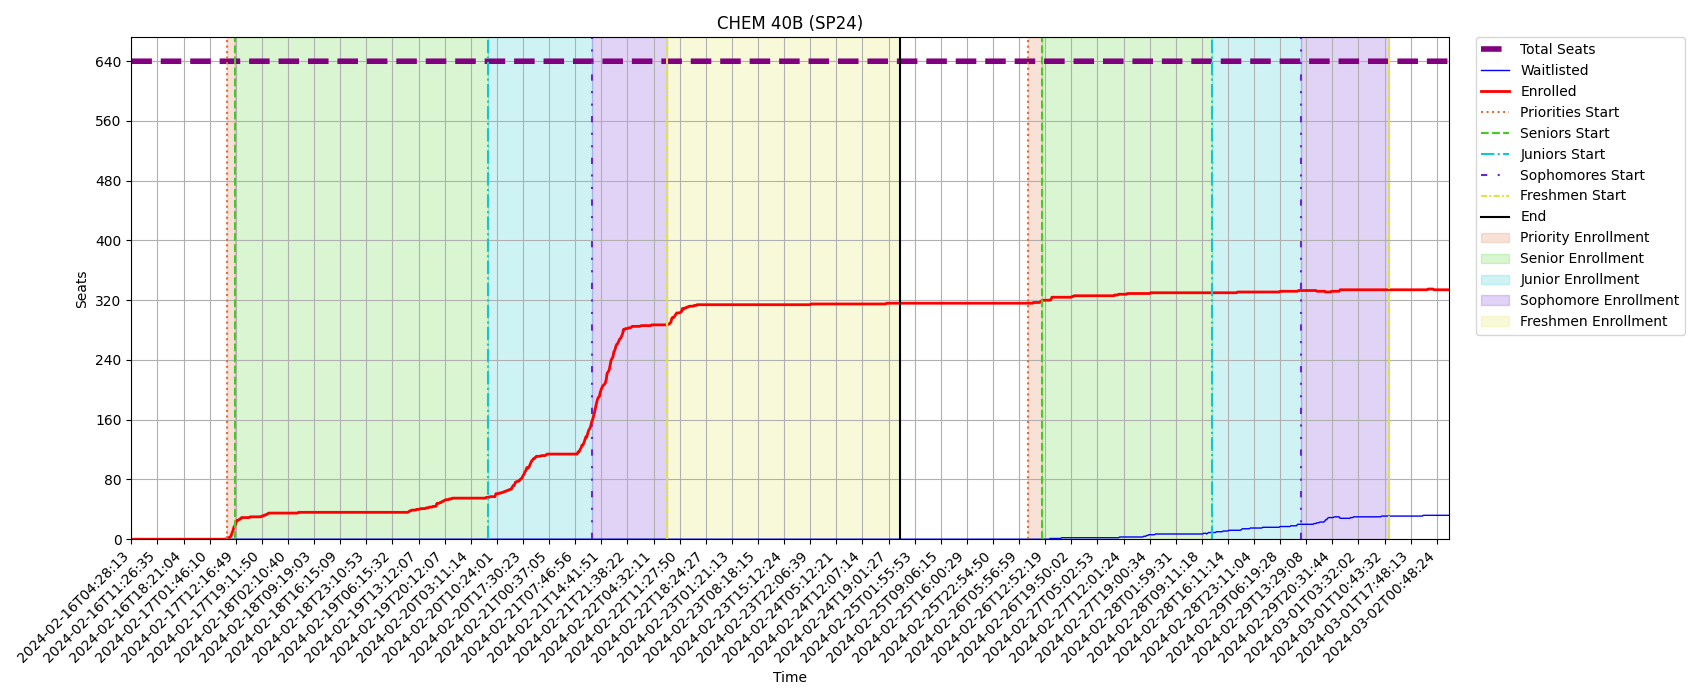 CHEM 40B (SP24)
Seats
640
560
480
400
320
240
160
80
0
2024-02-16T04:28:13
2024-02-16T11:26:35
2024-02-16T18:21:04
2024-02-17T01:46:10
2024-02-17T12:16:49
2024-02-17T19:11:50
2024-02-18T02:10:40
2024-02-18T09:19:03
2024-02-18T16:15:09
2024-02-18T23:10:53
2024-02-19T06:15:32
2024-02-19T13:12:07
2024-02-19T20:12:07
2024-02-20T03:11:14
2024-02-20T10:24:01
2024-02-20T17:30:23
2024-02-21T00:37:05
2024-02-21T07:46:56
2024-02-21T14:41:51
2024-02-21T21:38:22
2024-02-22T04:32:11
2024-02-22T11:27:50
2024-02-22T18:24:27
2024-02-23T01:21:13
2024-02-23T08:18:15
2024-02-23T15:12:24
2024-02-23T22:06:39
2024-02-24T05:12:21
2024-02-24T12:07:14
2024-02-24T19:01:27
2024-02-25T01:55:53
2024-02-25T09:06:15
2024-02-25T16:00:29
2024-02-25T22:54:50
2024-02-26T05:56:59
2024-02-26T12:52:19
2024-02-26T19:50:02
2024-02-27T05:02:53
2024-02-27T12:01:24
2024-02-27T19:00:34
2024-02-28T01:59:31
2024-02-28T09:11:18
2024-02-28T16:11:14
2024-02-28T23:11:04
2024-02-29T06:19:28
2024-02-29T13:29:08
2024-02-29T20:31:44
2024-03-01T03:32:02
2024-03-01T10:43:32
2024-03-01T17:48:13
2024-03-02T00:48:24
Time
Total Seats
Waitlisted
Enrolled
Priorities Start
Seniors Start
Juniors Start
Sophomores Start
Freshmen Start
End
Priority Enrollment
Senior Enrollment
Junior Enrollment
Sophomore Enrollment
Freshmen Enrollment